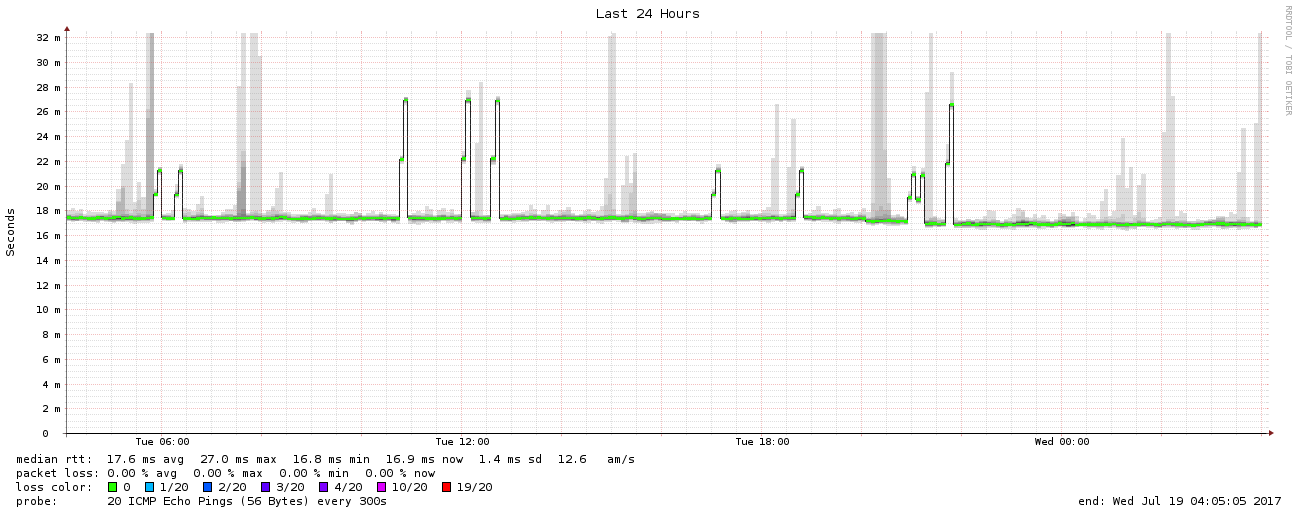 Last 24 Hours
RRDTOOL / TOBI OETIKER
Seconds
32 m
30 m
28 m
26 m
24 m
22 m
20 m
18 m
16 m
14 m
12 m
10 m
8 m
6 m
4 m
2 m
0
Tue 06:00 Tue 12:00 Tue 18:00 Wed 00:00
median rtt: 17.6 ms avg 27.0 ms max 16.8 ms min 16.9 ms now 1.4 ms sd 12.6 am/s
packet loss: 0.00 % avg 0.00 % max 0.00 % min 0.00 % now
loss color: 0 1/20 2/20 3/20 4/20 10/20 19/20
probe: 20 ICMP Echo Pings (56 Bytes) every 300s end: Wed Jul 19 04:05:05 2017